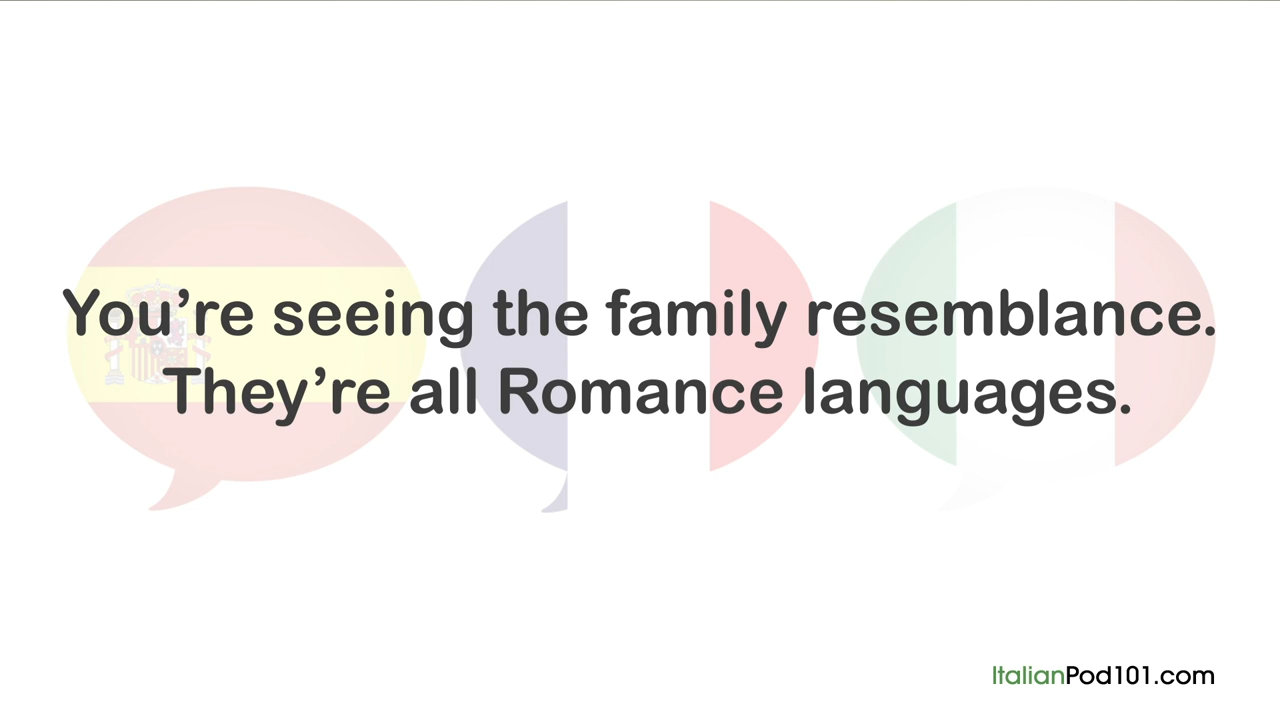 You’re seeing the family resemblance.
They’re all Romance languages.
ItalianPod101.com